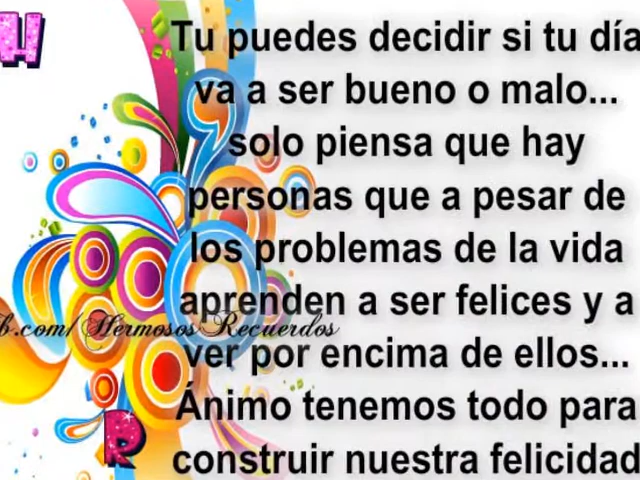 H
Tu puedes decidir si tu día
va a ser bueno o malo...
solo piensa que hay
personas que a pesar de
los problemas de la vida
aprenden a ser felices y a
b.com/Hermosos Recuerdos
ver por encima de ellos...
Ánimo tenemos todo para
R
construir nuestra felicidad